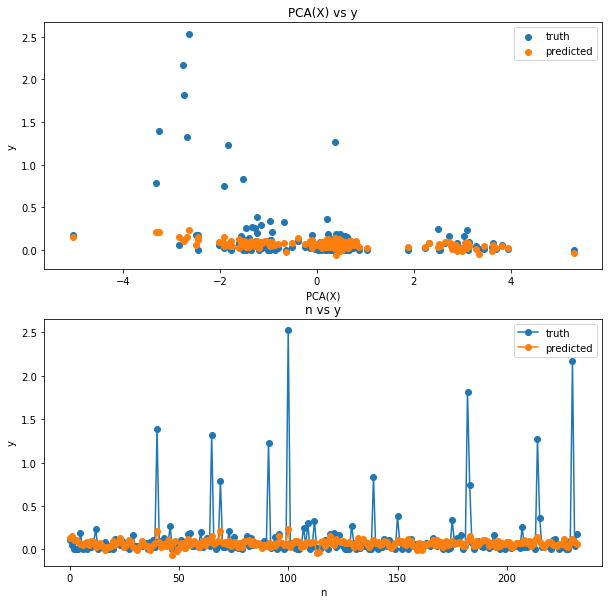 PCA(X) vs y
2.5
2.0
1.5
1.0
0.5
0.0
y
truth
predicted
−4
−2
0
2
4
PCA(X)
n vs y
2.5
2.0
1.5
1.0
0.5
0.0
y
truth
predicted
0
50
100
150
200
n